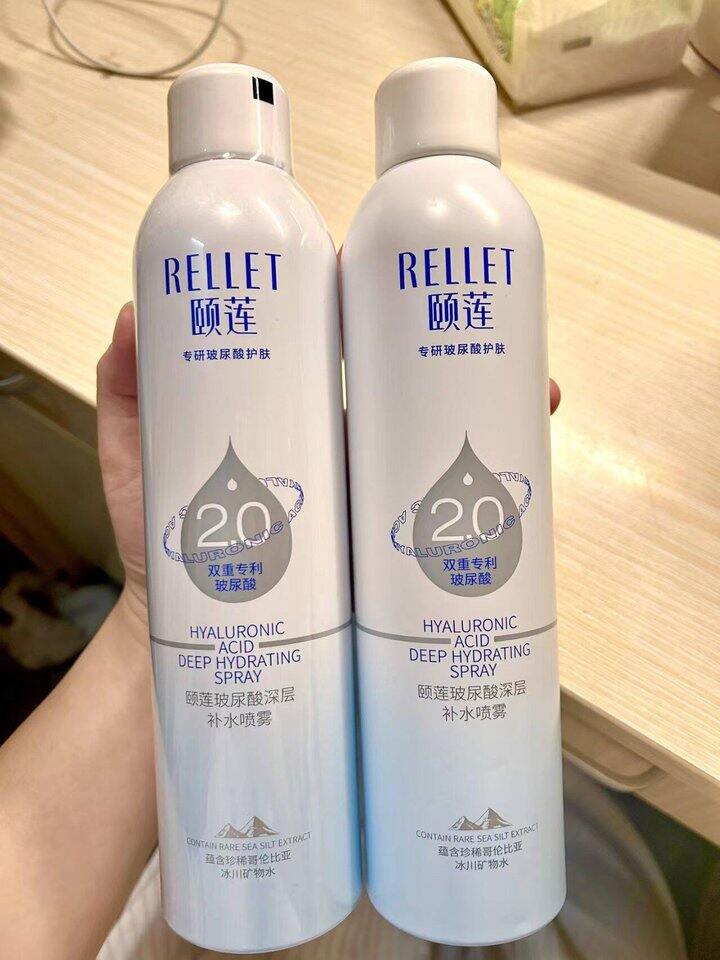 RELLET
颐莲
专研玻尿酸护肤
2.0
HYALURONIC
双重专利
玻尿酸
HYALURONIC
ACID
DEEP HYDRATING
SPRAY
颐莲玻尿酸深层
补水喷雾
CONTAIN RARE SEA SILT EXTRACT
蕴含珍稀哥伦比亚
冰川矿物水
RELLET
颐莲
专研玻尿酸护肤
2.0
HYALURONIC
双重专利
玻尿酸
HYALURONIC
ACID
DEEP HYDRATING
SPRAY
颐莲玻尿酸深层
补水喷雾
CONTAIN RARE SEA SILT EXTRACT
蕴含珍稀哥伦比亚
冰川矿物水